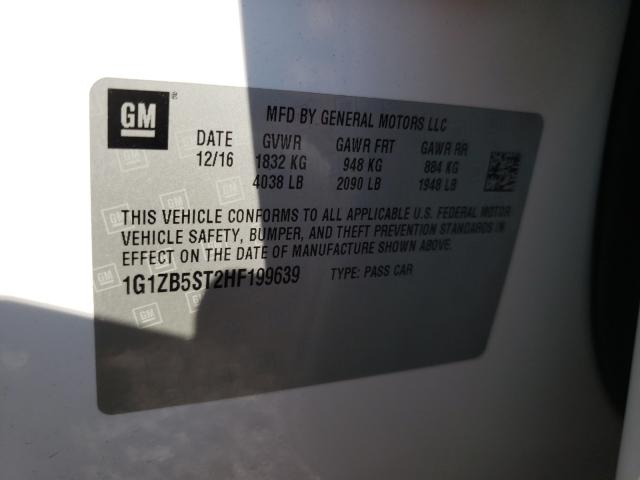 GM
MFD BY GENERAL MOTORS LLC
DATE GVWR GAWR FRT GAWR RR
12/16 1832 KG 948 KG 884 KG
4038 LB 2090 LB 1948 LB
THIS VEHICLE CONFORMS TO ALL APPLICABLE U.S. FEDERAL MOTOR
VEHICLE SAFETY, BUMPER, AND THEFT PREVENTION STANDARDS IN
EFFECT ON THE DATE OF MANUFACTURE SHOWN ABOVE.
1G1ZB5ST2HF199639 TYPE: PASS CAR